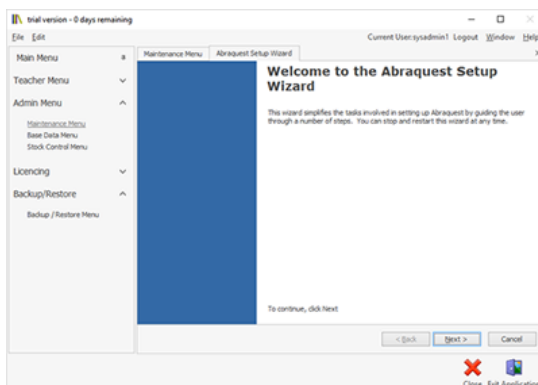 trial version - 0 days remaining
File Edit
Current User:sysadmin1 Logout Window Help
Main Menu
Maintenance Menu
Abraquest Setup Wizard
Teacher Menu
Admin Menu
Maintenance Menu
Base Data Menu
Stock Control Menu
Licencing
Backup/Restore
Backup / Restore Menu
Welcome to the Abraquest Setup
Wizard
This wizard simplifies the tasks involved in setting up Abraquest by guiding the user
through a number of steps. You can stop and restart this wizard at any time.
To continue, click Next
< Back
Next >
Cancel
Close
Exit Application